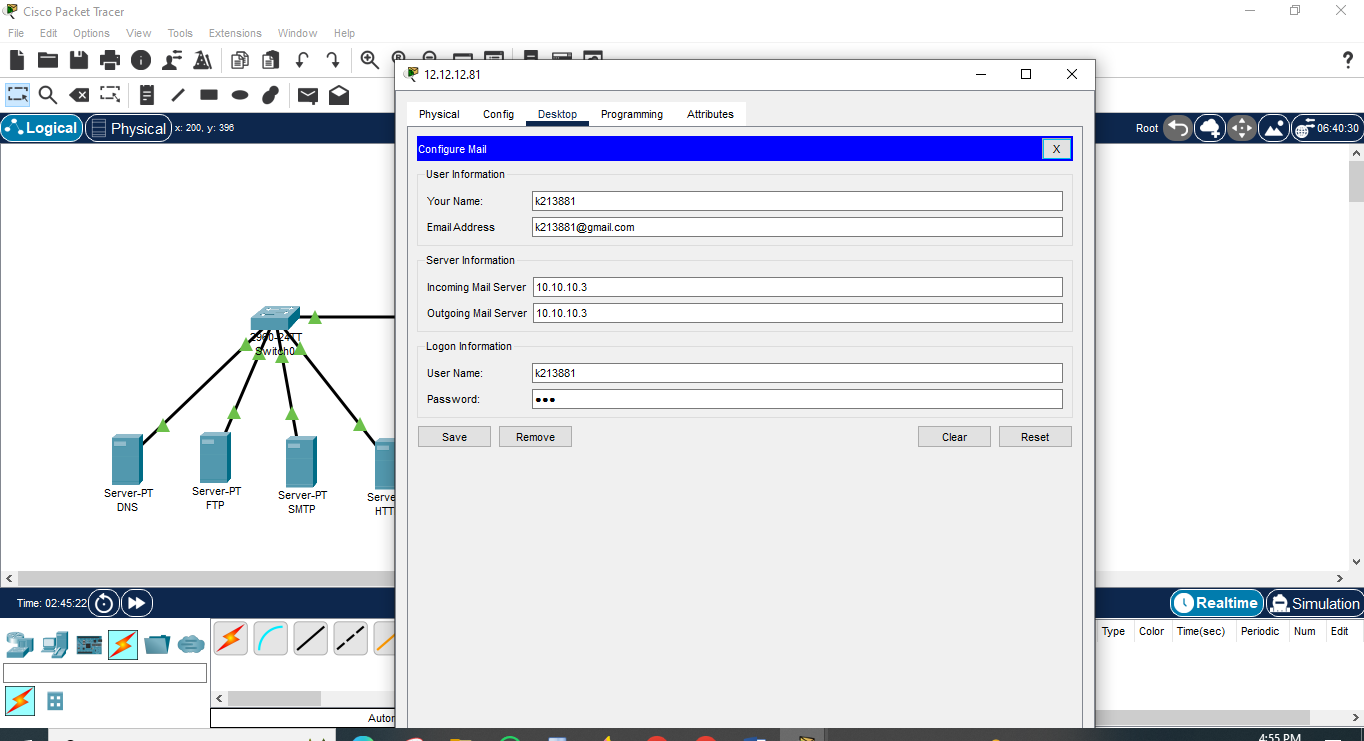 Cisco Packet Tracer
File Edit Options View Tools Extensions Window Help
?
Logical
Physical
x: 200, y: 396
Root
06:40:30
12.12.12.81
Physical Config Desktop Programming Attributes
Configure Mail
X
User Information
Your Name: k213881
Email Address k213881@gmail.com
Server Information
Incoming Mail Server 10.10.10.3
Outgoing Mail Server 10.10.10.3
Logon Information
User Name: k213881
Password: ●●●
Save Remove Clear Reset
2960-24TT
Switch0
Server-PT
DNS
Server-PT
FTP
Server-PT
SMTP
Serve
HTT
Time: 02:45:22
Realtime
Simulation
Type Color Time(sec) Periodic Num Edit
Autor
4:55 PM